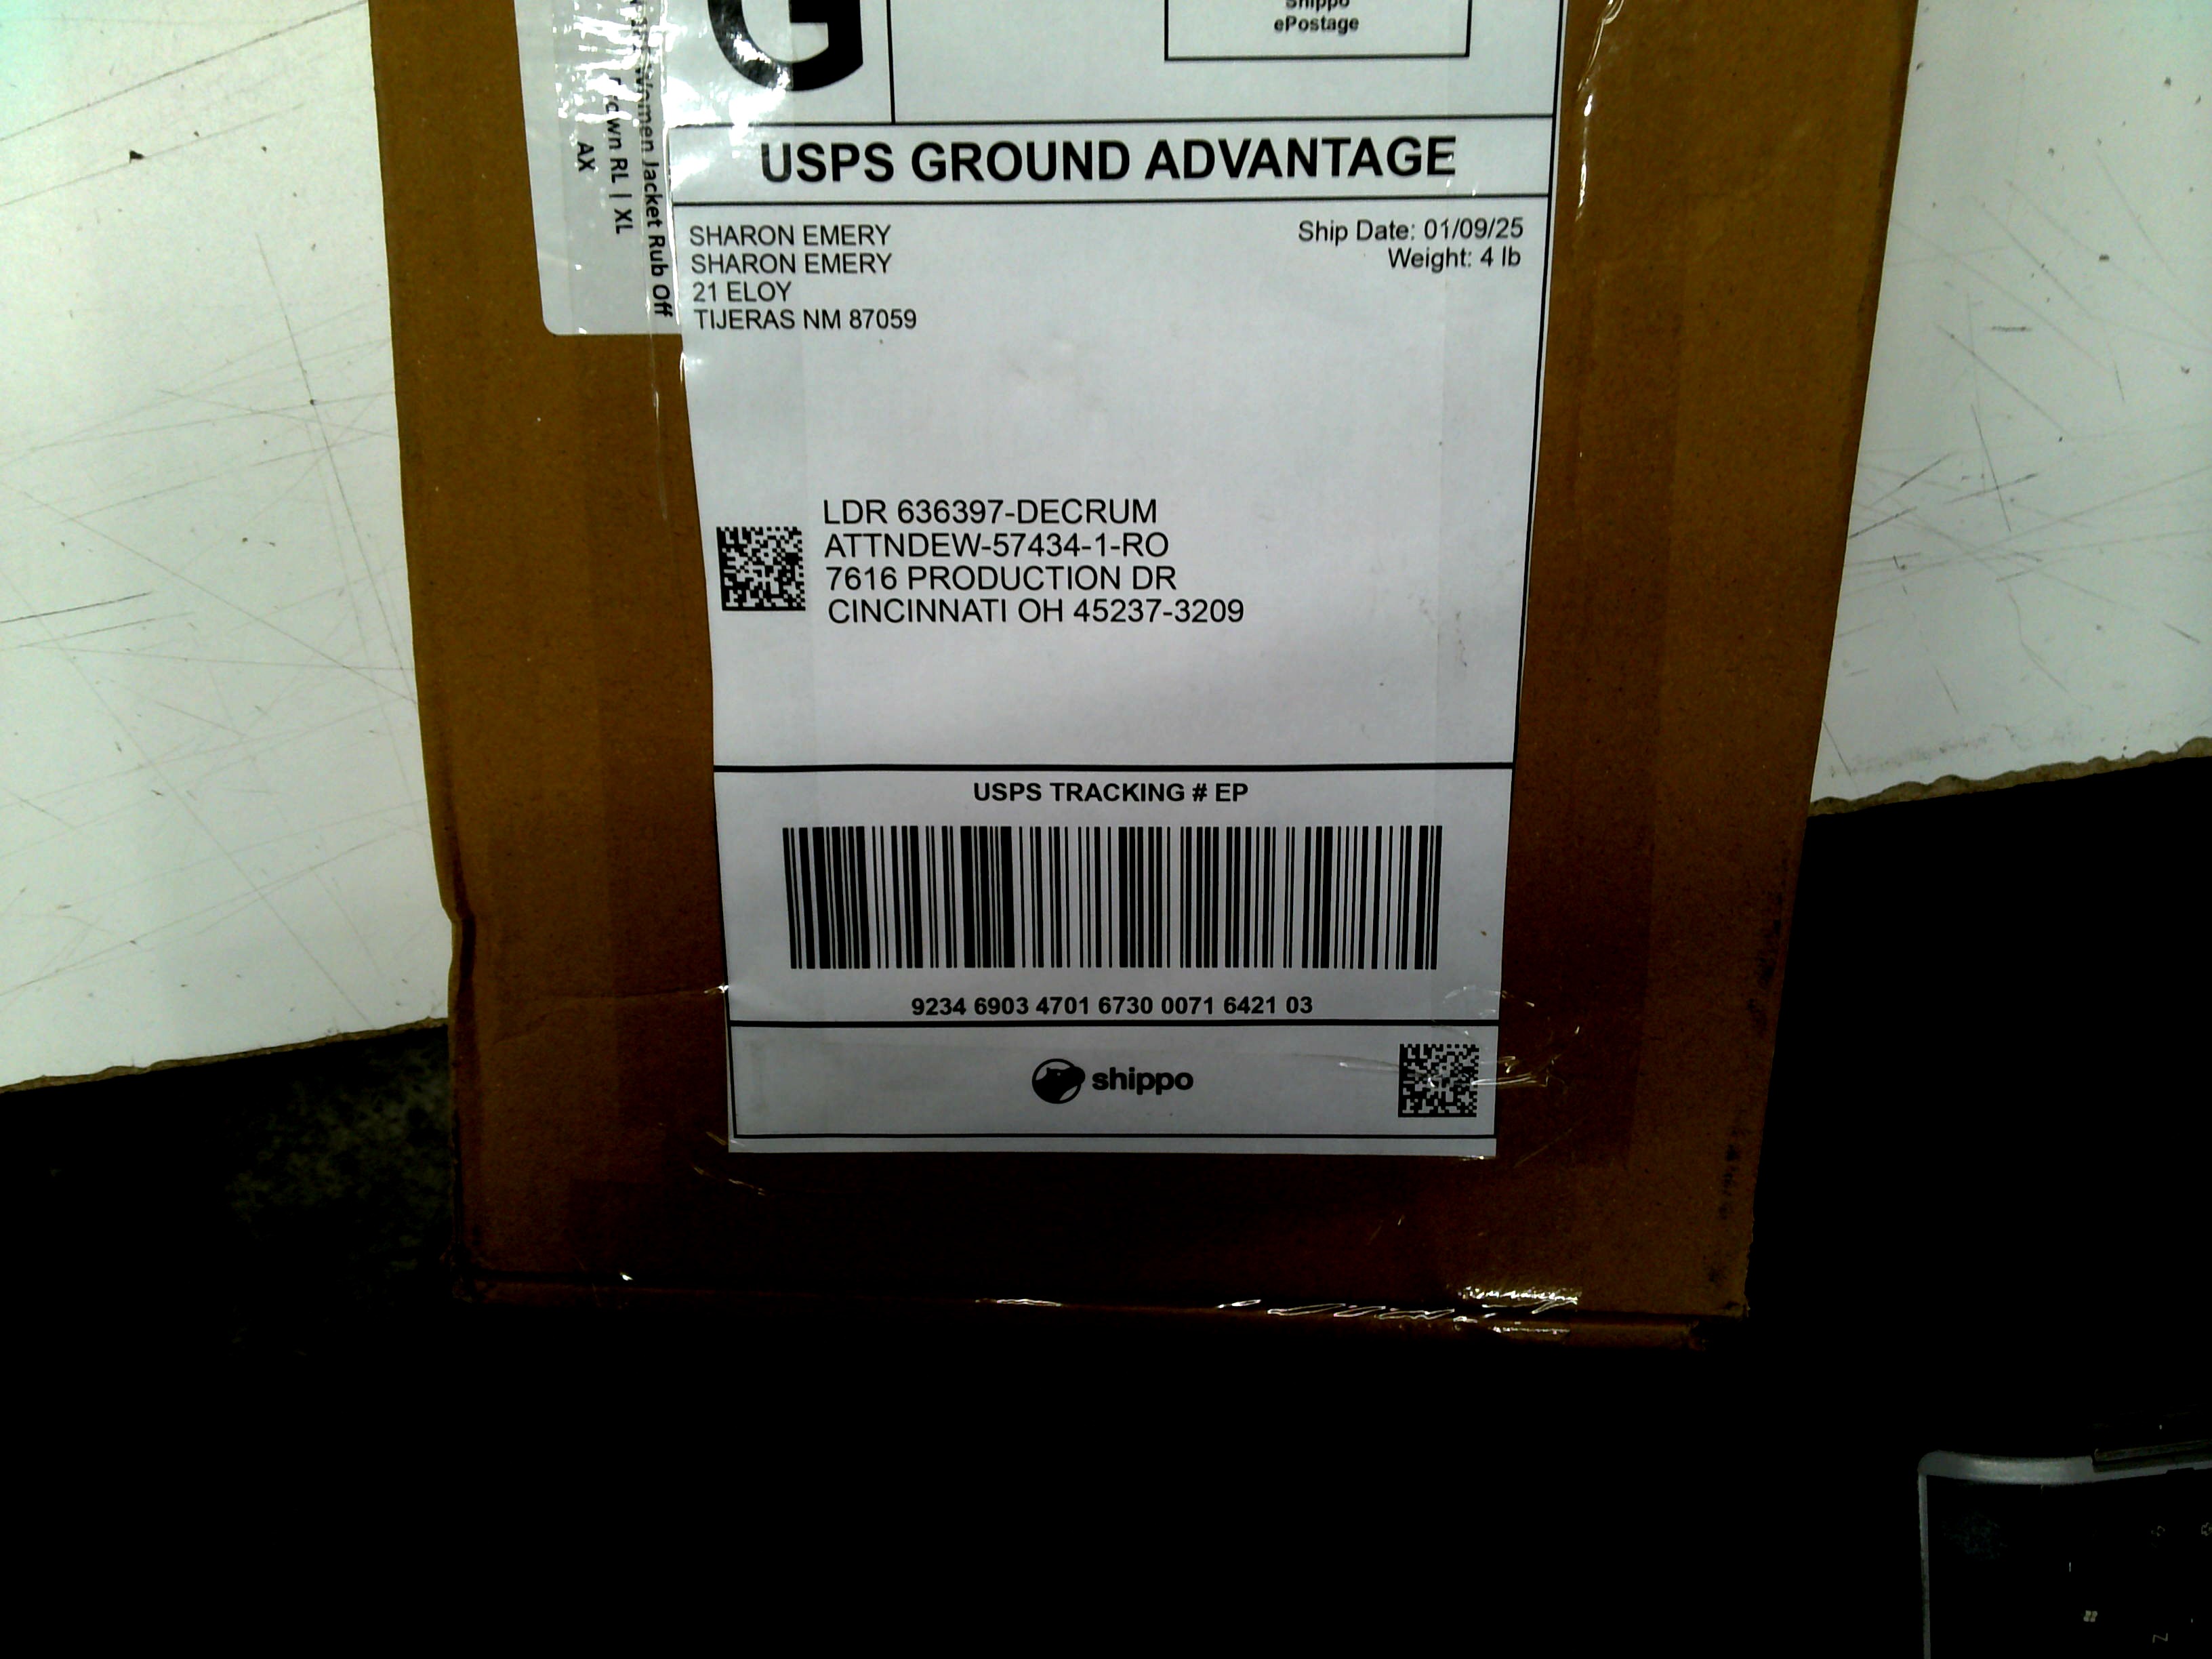 G
Shippo
ePostage
USPS GROUND ADVANTAGE
SHARON EMERY
SHARON EMERY
21 ELOY
TIJERAS NM 87059
Ship Date: 01/09/25
Weight: 4 lb
LDR 636397-DECRUM
ATTNDEW-57434-1-RO
7616 PRODUCTION DR
CINCINNATI OH 45237-3209
USPS TRACKING # EP
9234 6903 4701 6730 0071 6421 03
shippo
Women Jacket Rub Off
RL | XL
AX
Z